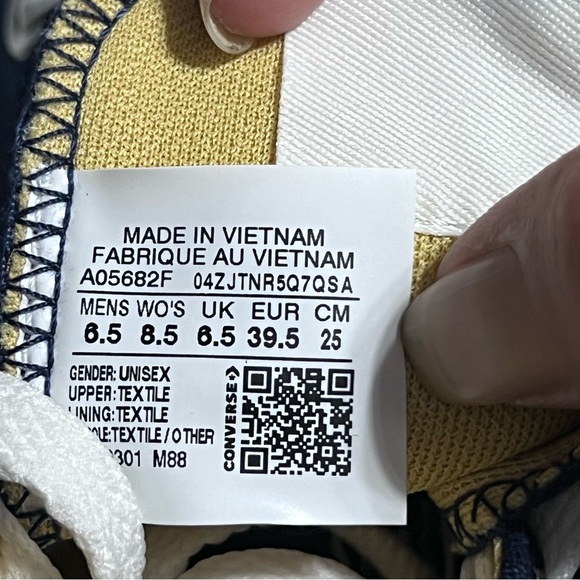 MADE IN VIETNAM
FABRIQUE AU VIETNAM
A05682F 04ZJTNR5Q7QSA
MENS WO'S UK EUR CM
6.5 8.5 6.5 39.5 25
GENDER: UNISEX
UPPER: TEXTILE
LINING: TEXTILE
TEXTILE / OTHER
M88
CONVERSE